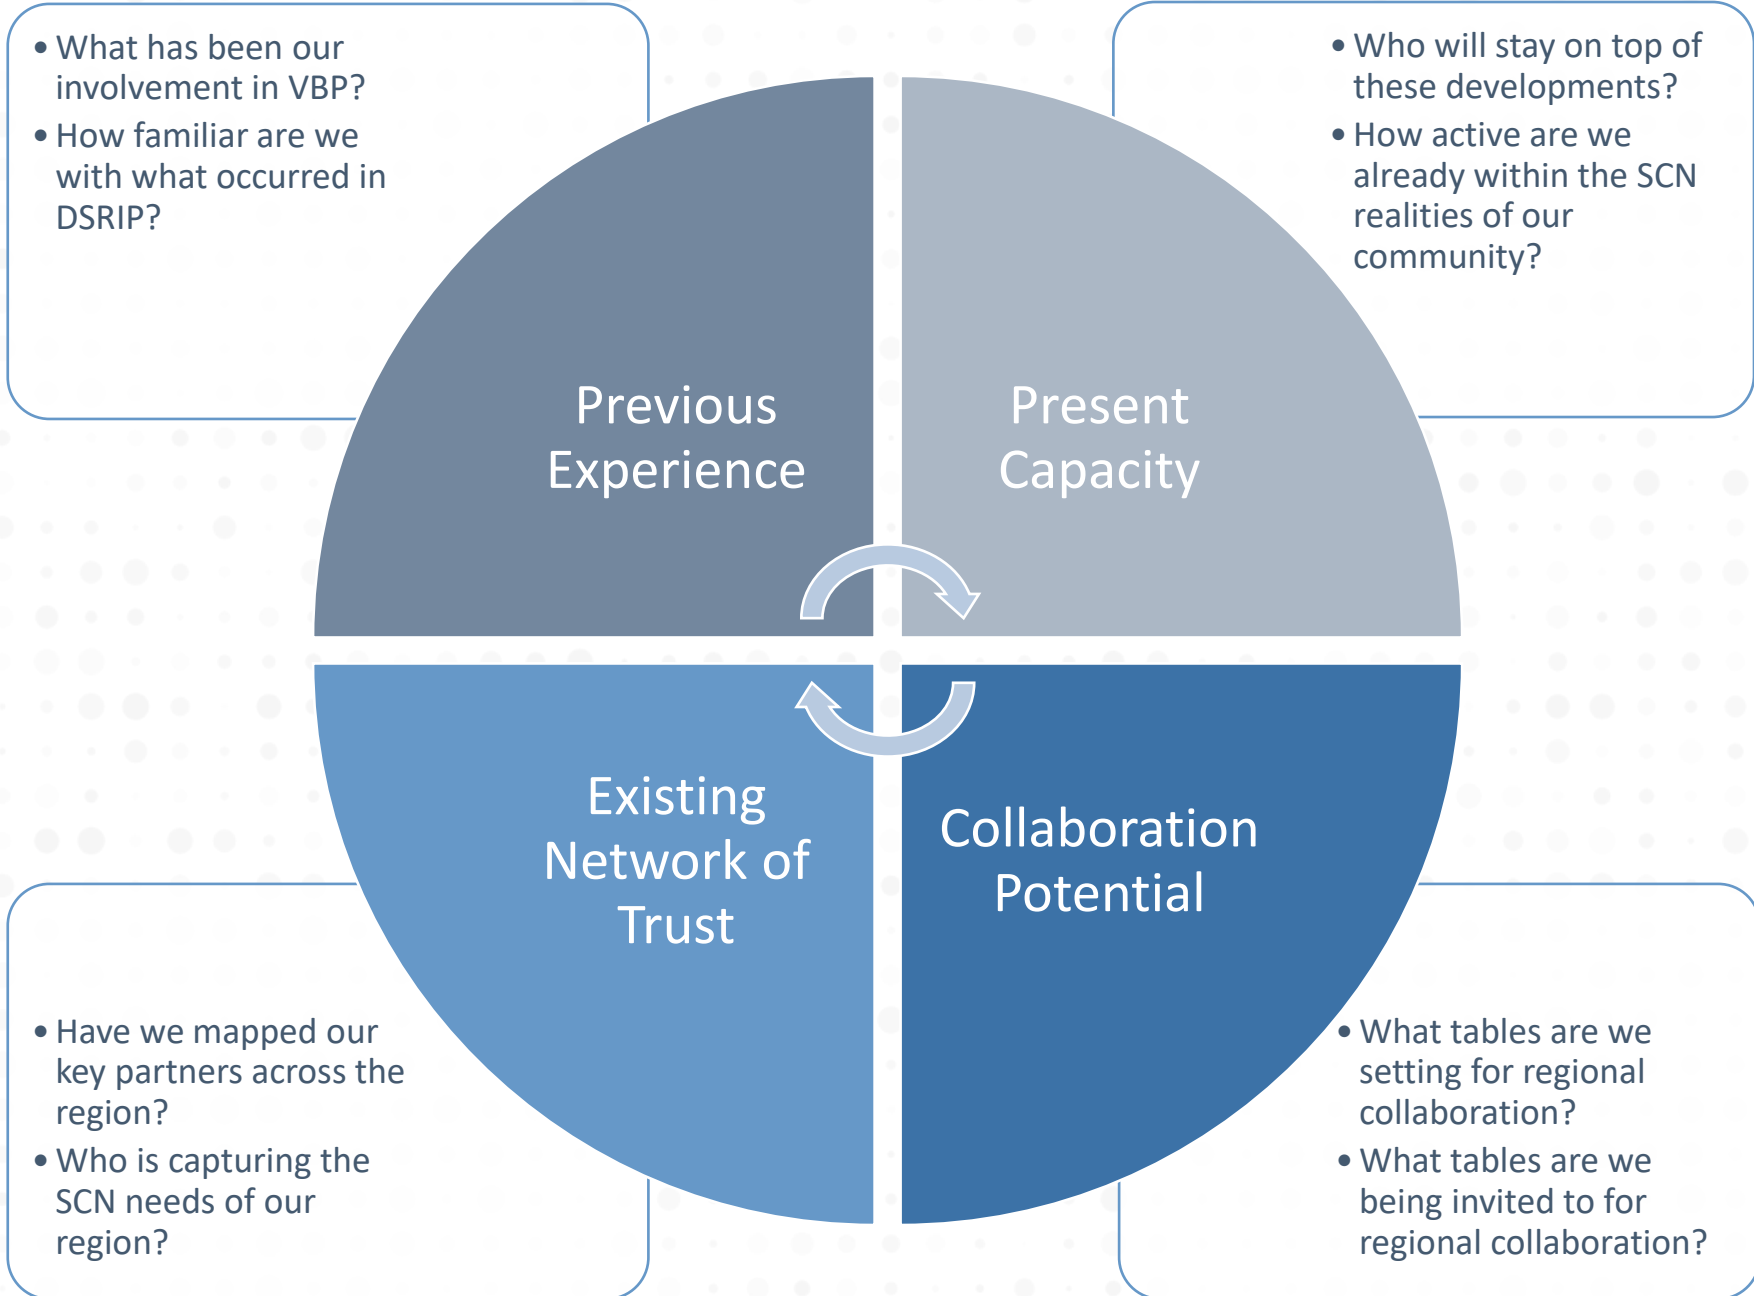 • What has been our
involvement in VBP?
• How familiar are we
with what occurred in
DSRIP?
• Who will stay on top of
these developments?
• How active are we
already within the SCN
realities of our
community?
Previous
Experience
Present
Capacity
Existing
Network of
Trust
Collaboration
Potential
• Have we mapped our
key partners across the
region?
• Who is capturing the
SCN needs of our
region?
• What tables are we
setting for regional
collaboration?
• What tables are we
being invited to for
regional collaboration?